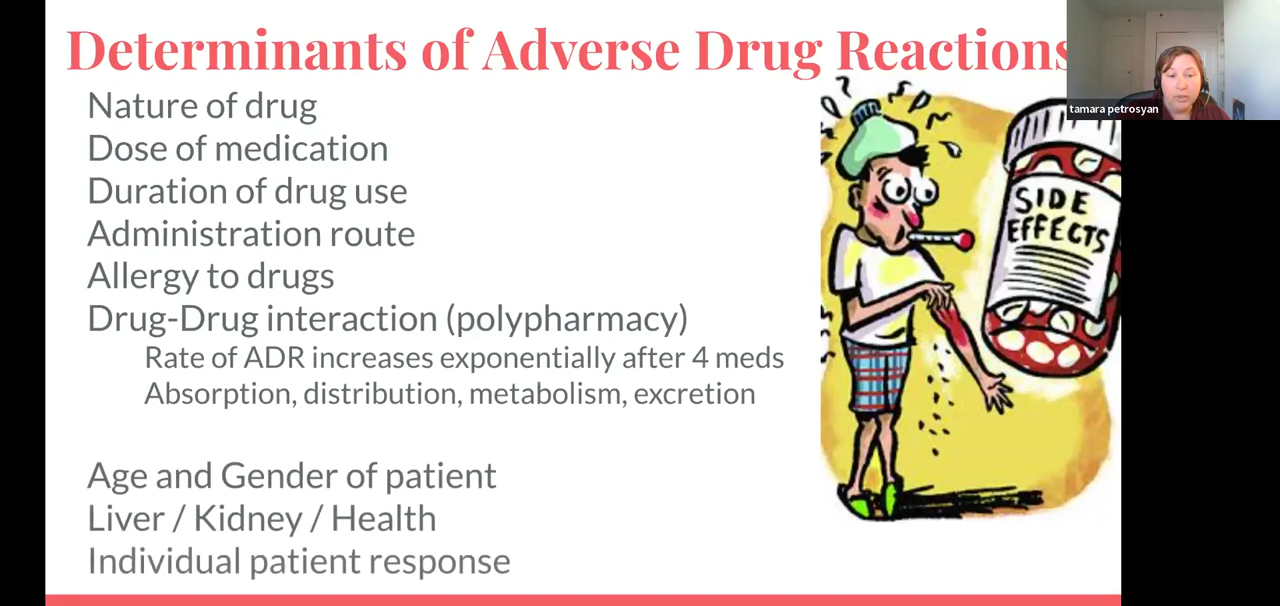 Determinants of Adverse Drug Reactions
tamara petrosyan
Nature of drug
Dose of medication
Duration of drug use
Administration route
Allergy to drugs
Drug-Drug interaction (polypharmacy)
Rate of ADR increases exponentially after 4 meds
Absorption, distribution, metabolism, excretion
Age and Gender of patient
Liver / Kidney / Health
Individual patient response
SIDE
EFFECTS